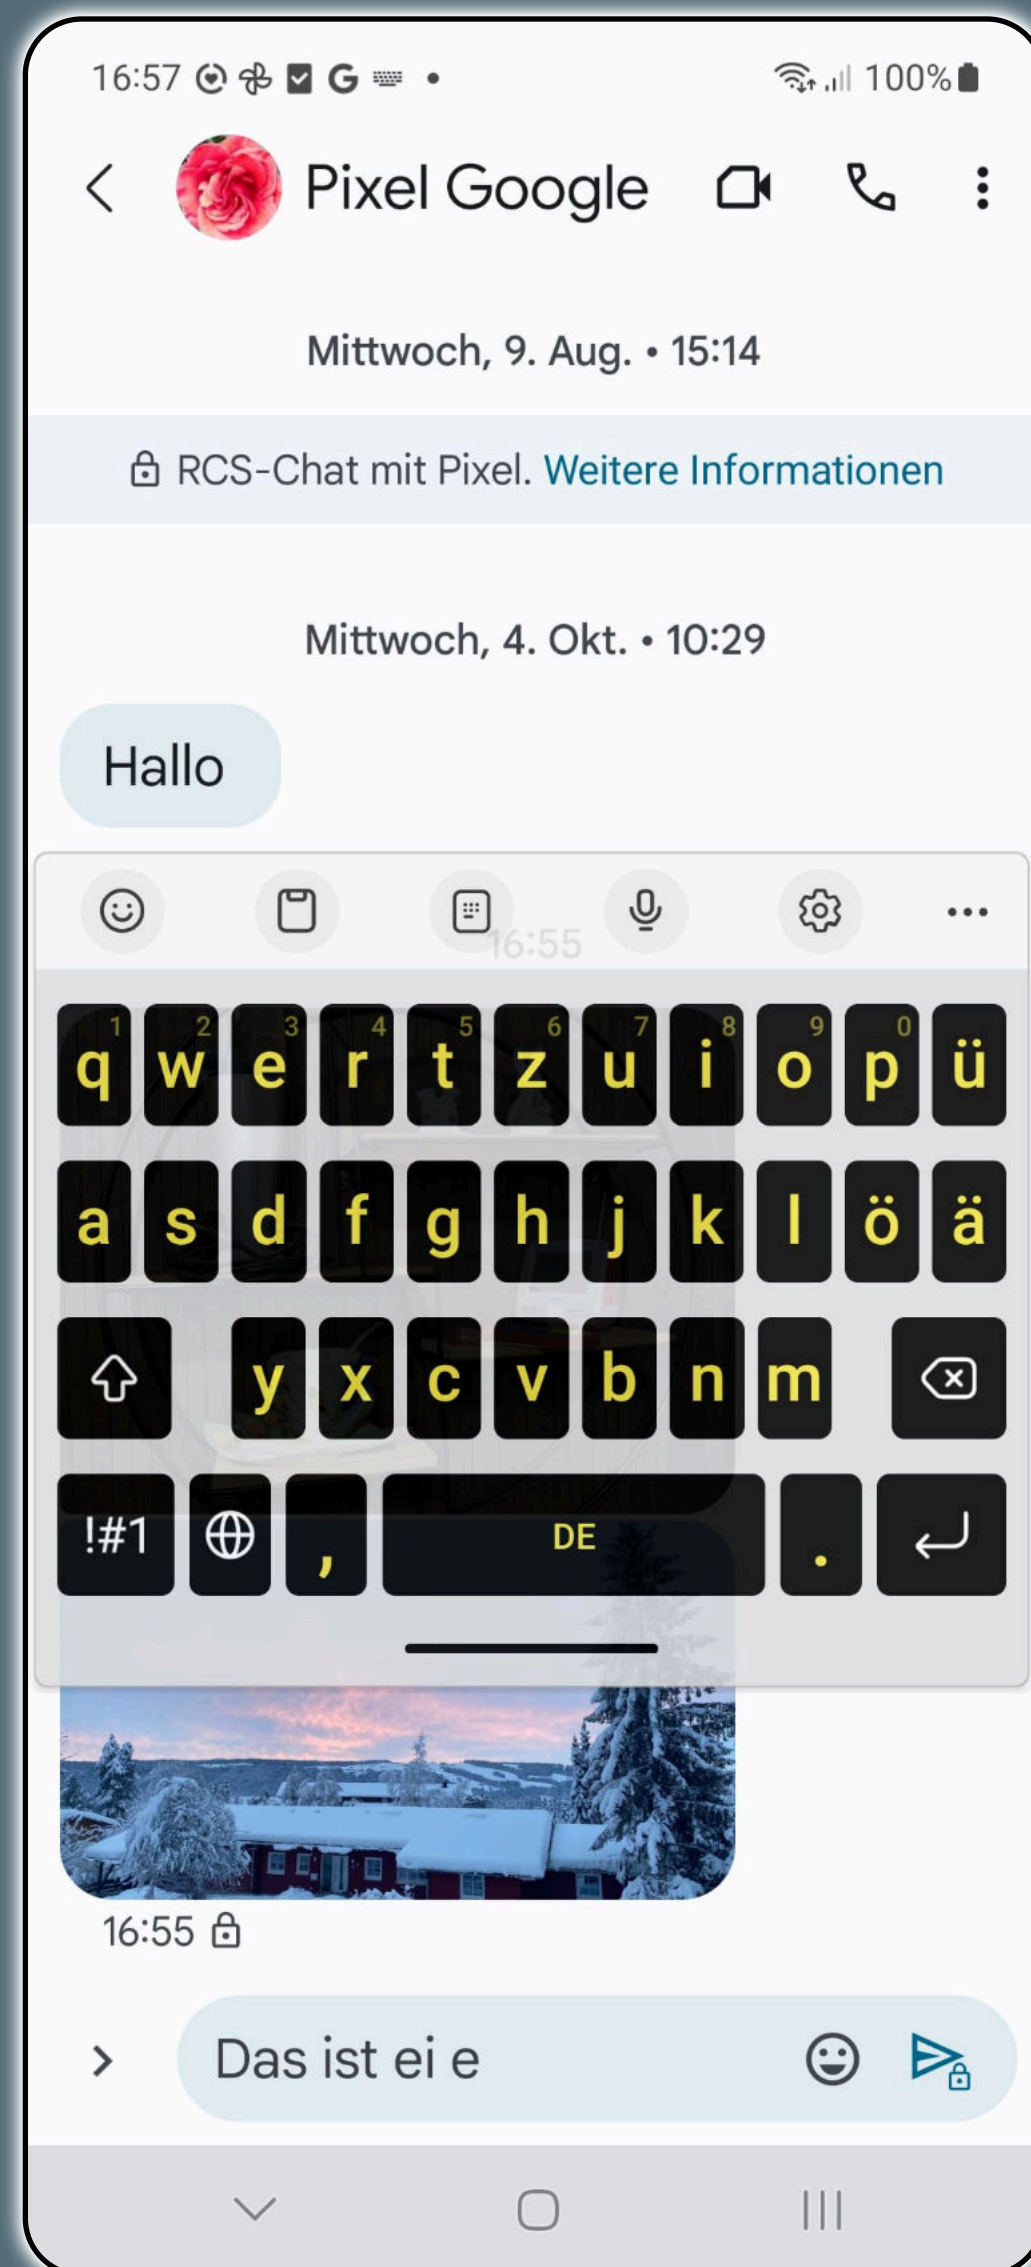 16:57 G 100%
Pixel Google
Mittwoch, 9. Aug. • 15:14
RCS-Chat mit Pixel. Weitere Informationen
Mittwoch, 4. Okt. • 10:29
Hallo
16:55
1 2 3 4 5 6 7 8 9 0
q w e r t z u i o p ü
a s d f g h j k l ö ä
y x c v b n m
!#1 , DE .
16:55
Das ist ei e